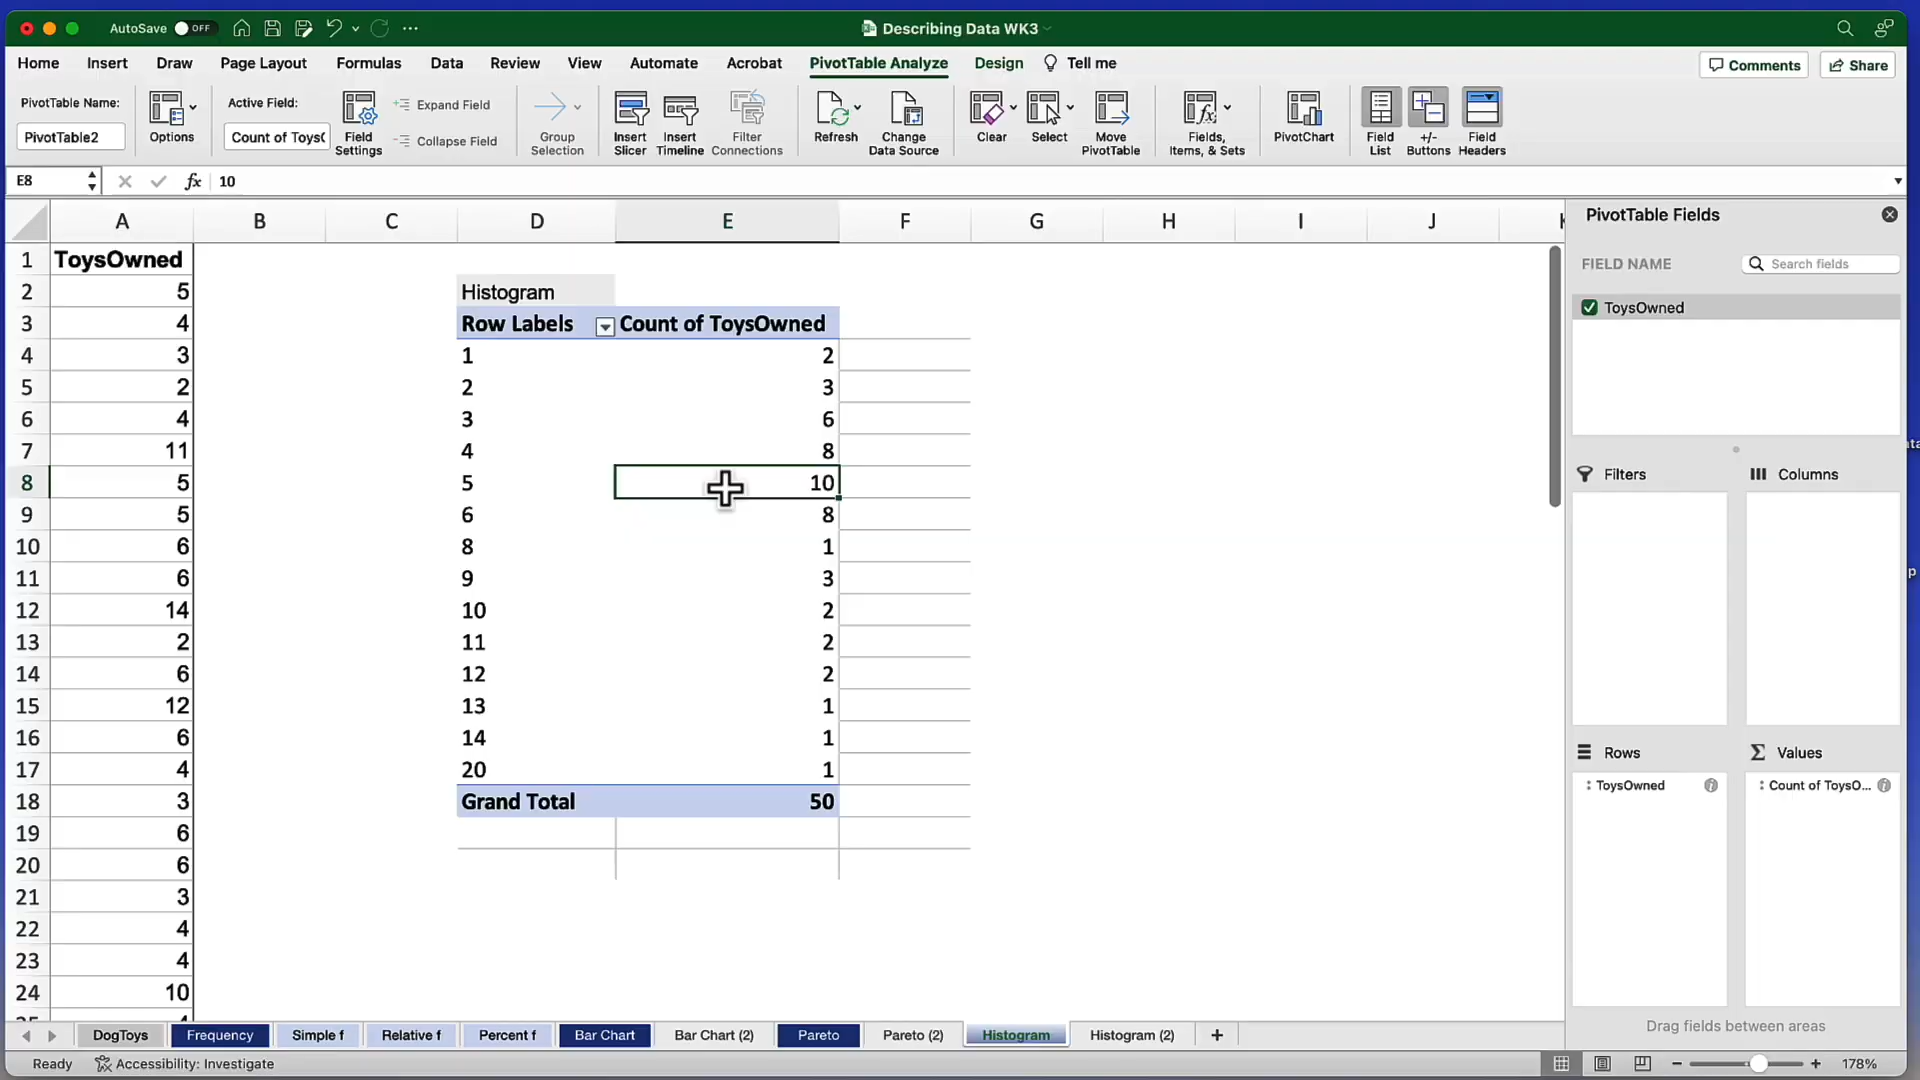 AutoSave OFF
Describing Data WK3
Home Insert Draw Page Layout Formulas Data Review View Automate Acrobat PivotTable Analyze Design Tell me Comments Share
PivotTable Name:
PivotTable2
Options
Active Field:
Count of Toys
Field
Settings
Expand Field
Collapse Field
Group
Selection
Insert
Slicer
Insert
Timeline
Filter
Connections
Refresh
Change
Data Source
Clear
Select
Move
PivotTable
Fields,
Items, & Sets
PivotChart
Field
List
+/-
Buttons
Field
Headers
E8 fx 10
A B C D E F G H I J K
1 ToysOwned
2 5 Histogram
3 4 Row Labels Count of ToysOwned
4 3 1 2
5 2 2 3
6 4 3 6
7 11 4 8
8 5 5 10
9 5 6 8
10 6 8 1
11 6 9 3
12 14 10 2
13 2 11 2
14 6 12 2
15 12 13 1
16 6 14 1
17 4 20 1
18 3 Grand Total 50
19 6
20 6
21 3
22 4
23 4
24 10
PivotTable Fields
FIELD NAME Search fields
ToysOwned
Filters Columns
Rows Values
ToysOwned Count of ToysO...
Drag fields between areas
DogToys Frequency Simple f Relative f Percent f Bar Chart Bar Chart (2) Pareto Pareto (2) Histogram Histogram (2) +
Ready Accessibility: Investigate 178%